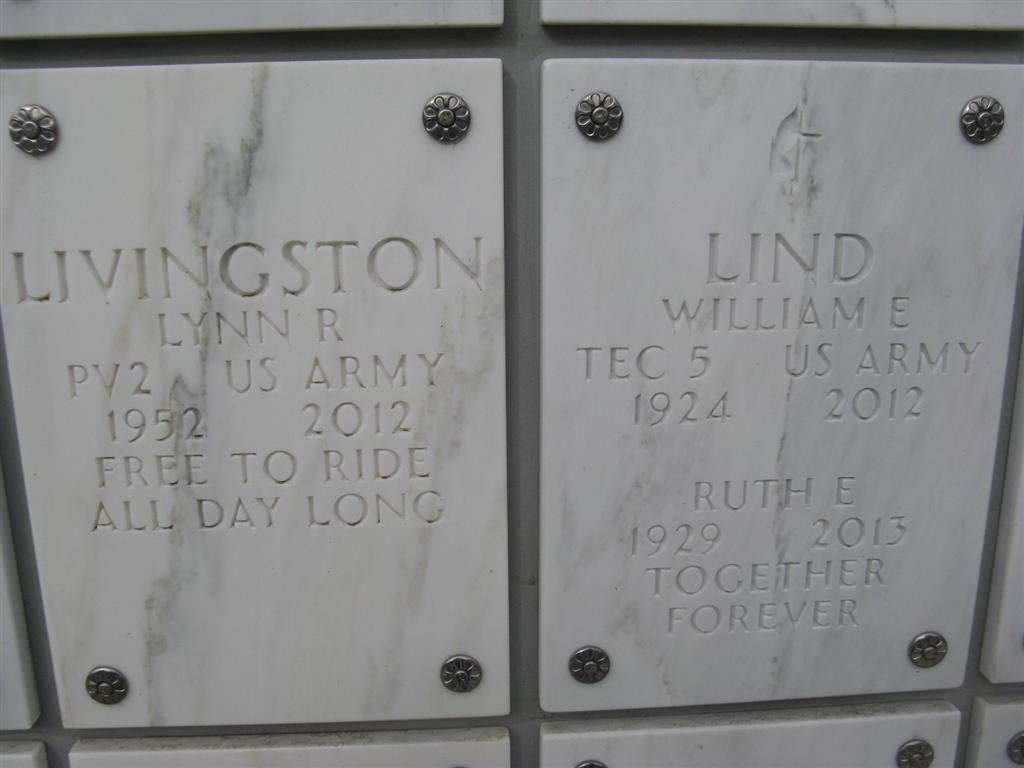 LIVINGSTON
LYNN R
PV2 US ARMY
1952 2012
FREE TO RIDE
ALL DAY LONG
LIND
WILLIAM E
TEC 5 US ARMY
1924 2012
RUTH E
1929 2013
TOGETHER
FOREVER